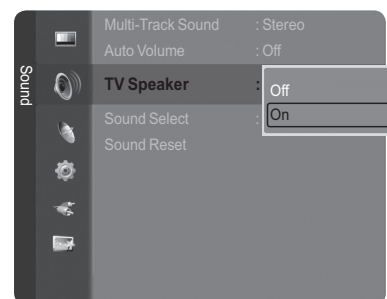 Sound
Multi-Track Sound : Stereo
Auto Volume : Off
TV Speaker :
Off
On
Sound Select :
Sound Reset